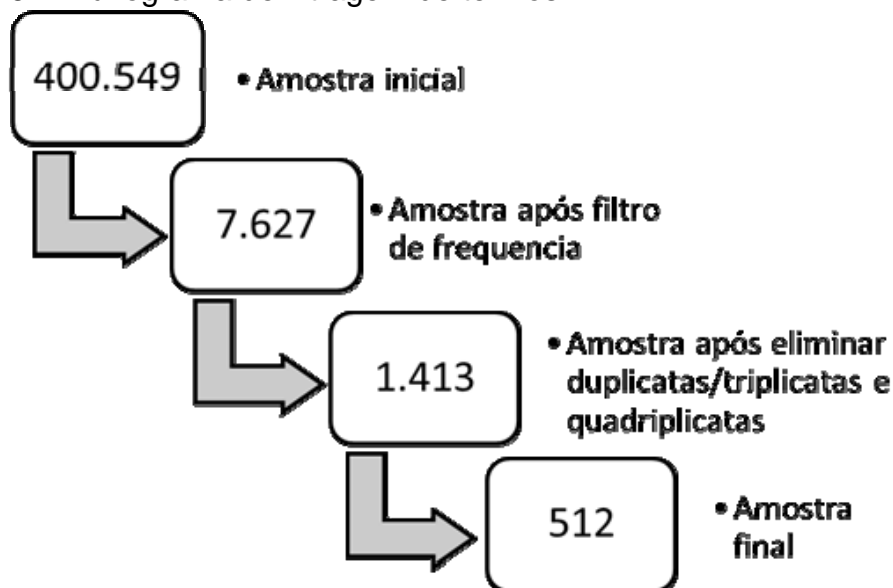 400.549
• Amostra inicial
7.627
• Amostra após filtro
de frequencia
1.413
• Amostra após eliminar
duplicatas/triplicatas e
quadriplicatas
512
• Amostra
final